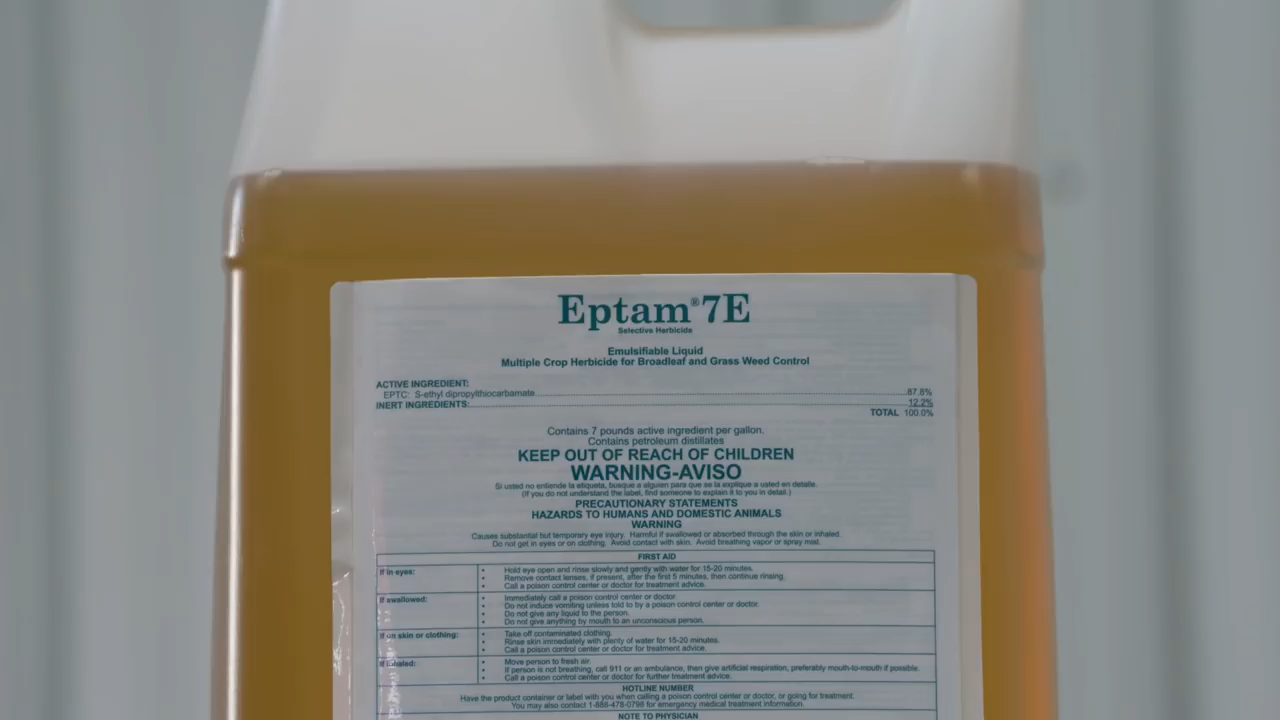 Eptam®7E
Selective Herbicide
Emulsifiable Liquid
Multiple Crop Herbicide for Broadleaf and Grass Weed Control
ACTIVE INGREDIENT:
EPTC: S-ethyl dipropylthiocarbamate 87.8%
INERT INGREDIENTS: 12.2%
TOTAL 100.0%
Contains 7 pounds active ingredient per gallon.
Contains petroleum distillates
KEEP OUT OF REACH OF CHILDREN
WARNING-AVISO
Si usted no entiende la etiqueta, busque a alguien para que se la explique a usted en detalle.
(If you do not understand the label, find someone to explain it to you in detail.)
PRECAUTIONARY STATEMENTS
HAZARDS TO HUMANS AND DOMESTIC ANIMALS
WARNING
Causes substantial but temporary eye injury. Harmful if swallowed or absorbed through the skin or inhaled.
Do not get in eyes or on clothing. Avoid contact with skin. Avoid breathing vapor or spray mist.
FIRST AID
If in eyes:
• Hold eye open and rinse slowly and gently with water for 15-20 minutes.
• Remove contact lenses, if present, after the first 5 minutes, then continue rinsing.
• Call a poison control center or doctor for treatment advice.
If swallowed:
• Immediately call a poison control center or doctor.
• Do not induce vomiting unless told to by a poison control center or doctor.
• Do not give any liquid to the person.
• Do not give anything by mouth to an unconscious person.
If on skin or clothing:
• Take off contaminated clothing.
• Rinse skin immediately with plenty of water for 15-20 minutes.
• Call a poison control center or doctor for treatment advice.
If inhaled:
• Move person to fresh air.
• If person is not breathing, call 911 or an ambulance, then give artificial respiration, preferably mouth-to-mouth if possible.
• Call a poison control center or doctor for further treatment advice.
HOTLINE NUMBER
Have the product container or label with you when calling a poison control center or doctor, or going for treatment.
You may also contact 1-888-478-0798 for emergency medical treatment information.
NOTE TO PHYSICIAN